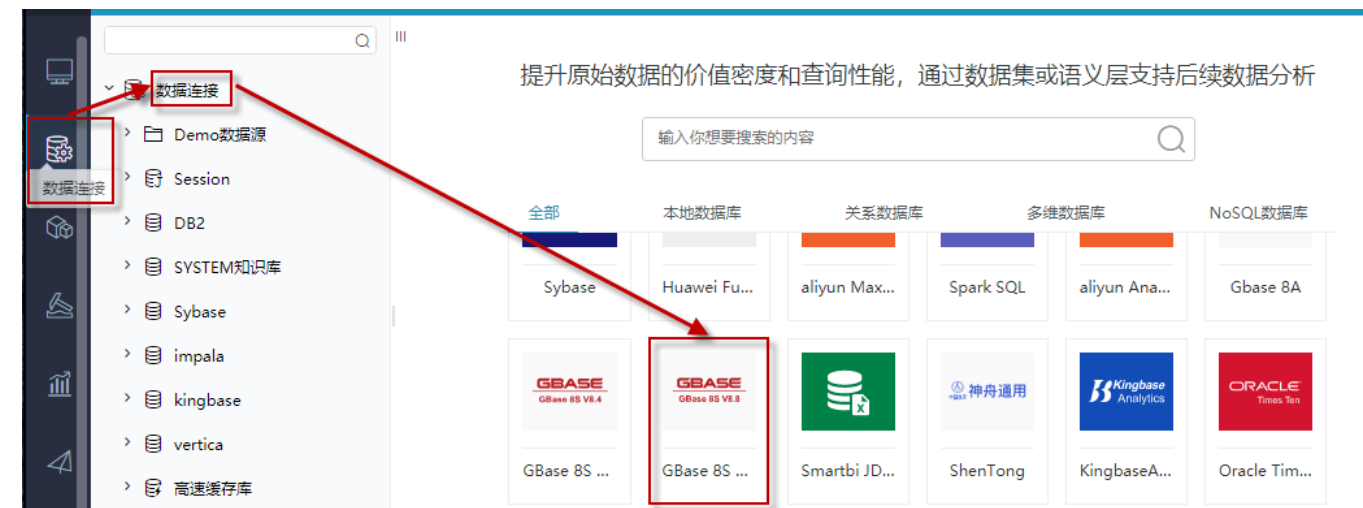 提升原始数据的价值密度和查询性能，通过数据集或语义层支持后续数据分析
数据连接
输入你想要搜索的内容
Demo数据源
数据连接
Session
全部 本地数据库 关系数据库 多维数据库 NoSQL数据库
DB2
SYSTEM知识库
Sybase Huawei Fu... aliyun Max... Spark SQL aliyun Ana... Gbase 8A
Sybase
impala
GBASE
GBase 8S V8.4
GBASE
GBase 8S V8.8
神舟通用
Kingbase
Analytics
ORACLE
Times Ten
kingbase
vertica
GBase 8S ... GBase 8S ... Smartbi JD... ShenTong KingbaseA... Oracle Tim...
高速缓存库